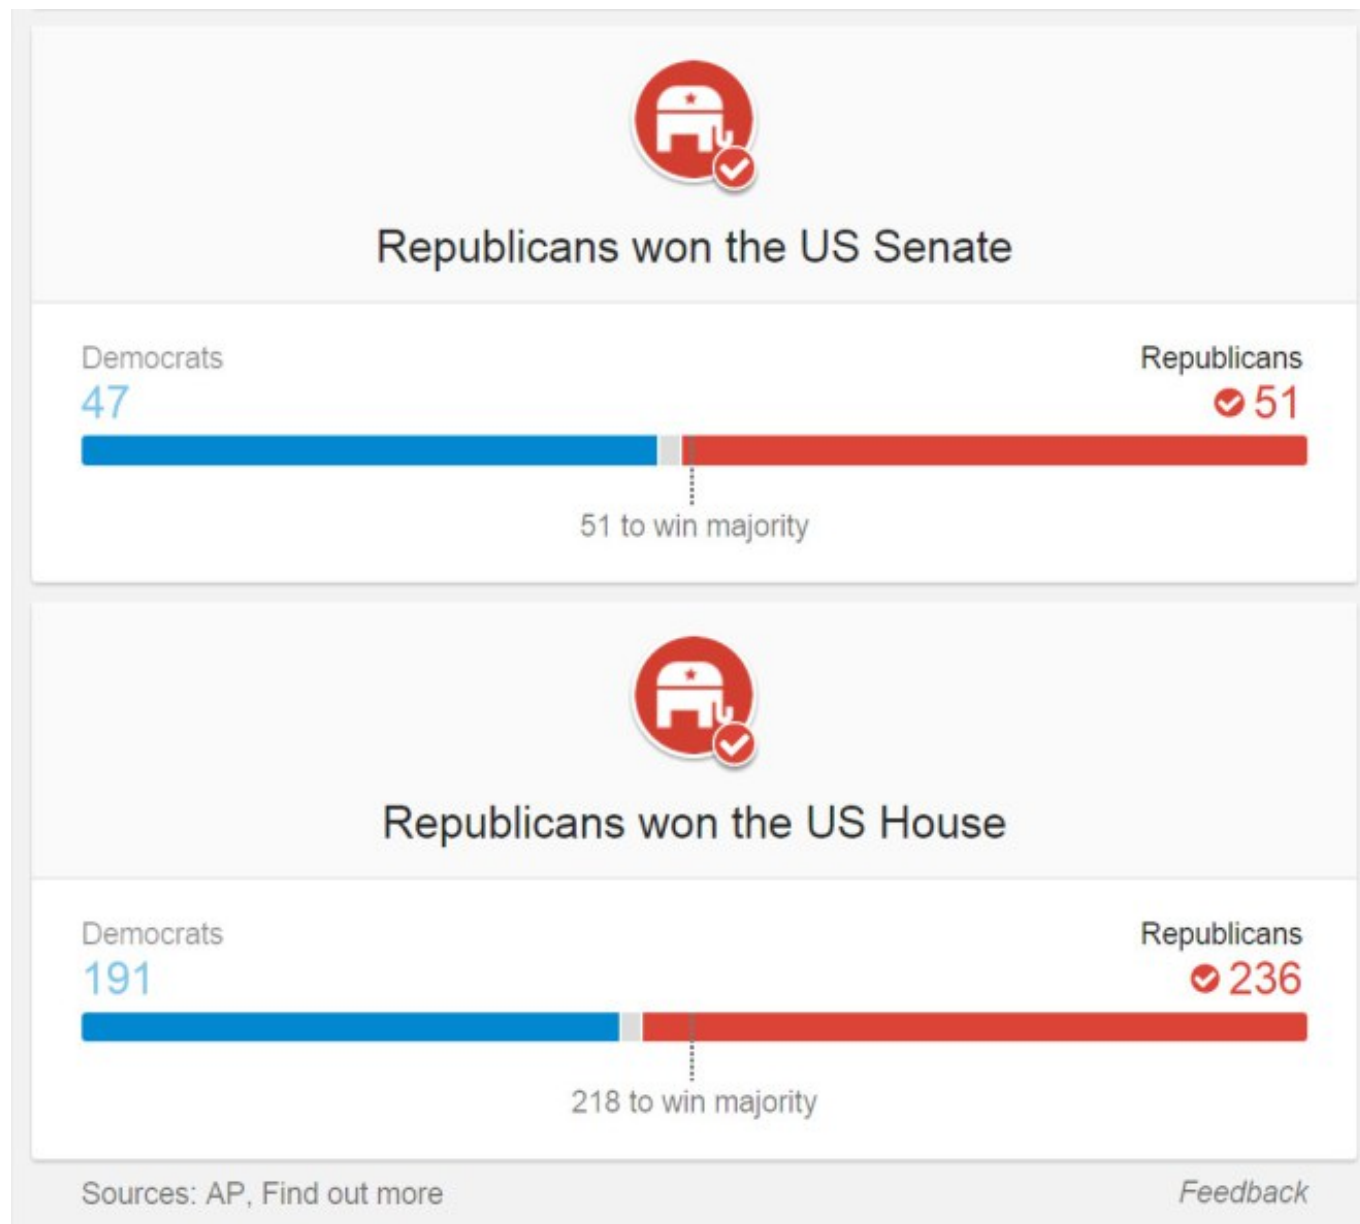 Republicans won the US Senate
Democrats Republicans
47 51
51 to win majority
Republicans won the US House
Democrats Republicans
191 236
218 to win majority
Sources: AP, Find out more Feedback